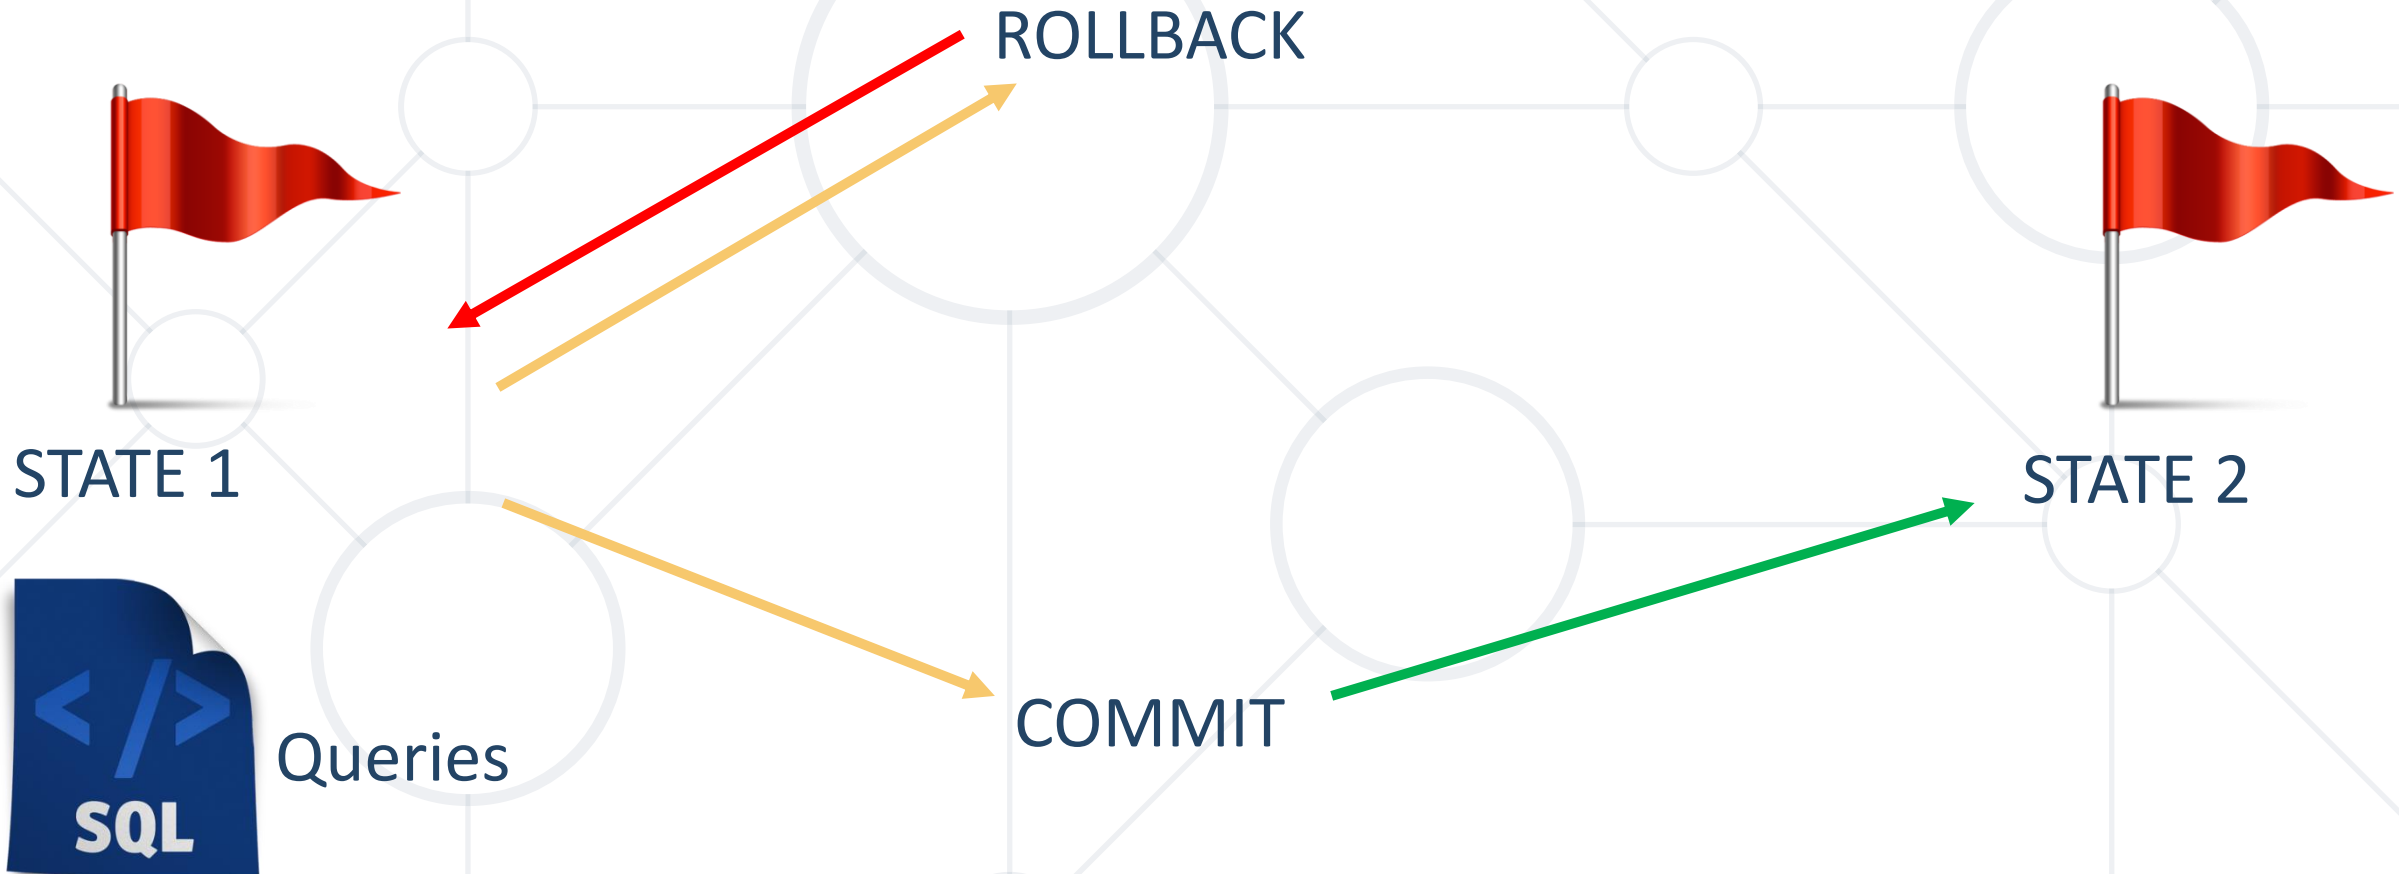 ROLLBACK
STATE 1
STATE 2
COMMIT
Queries
</>
SQL